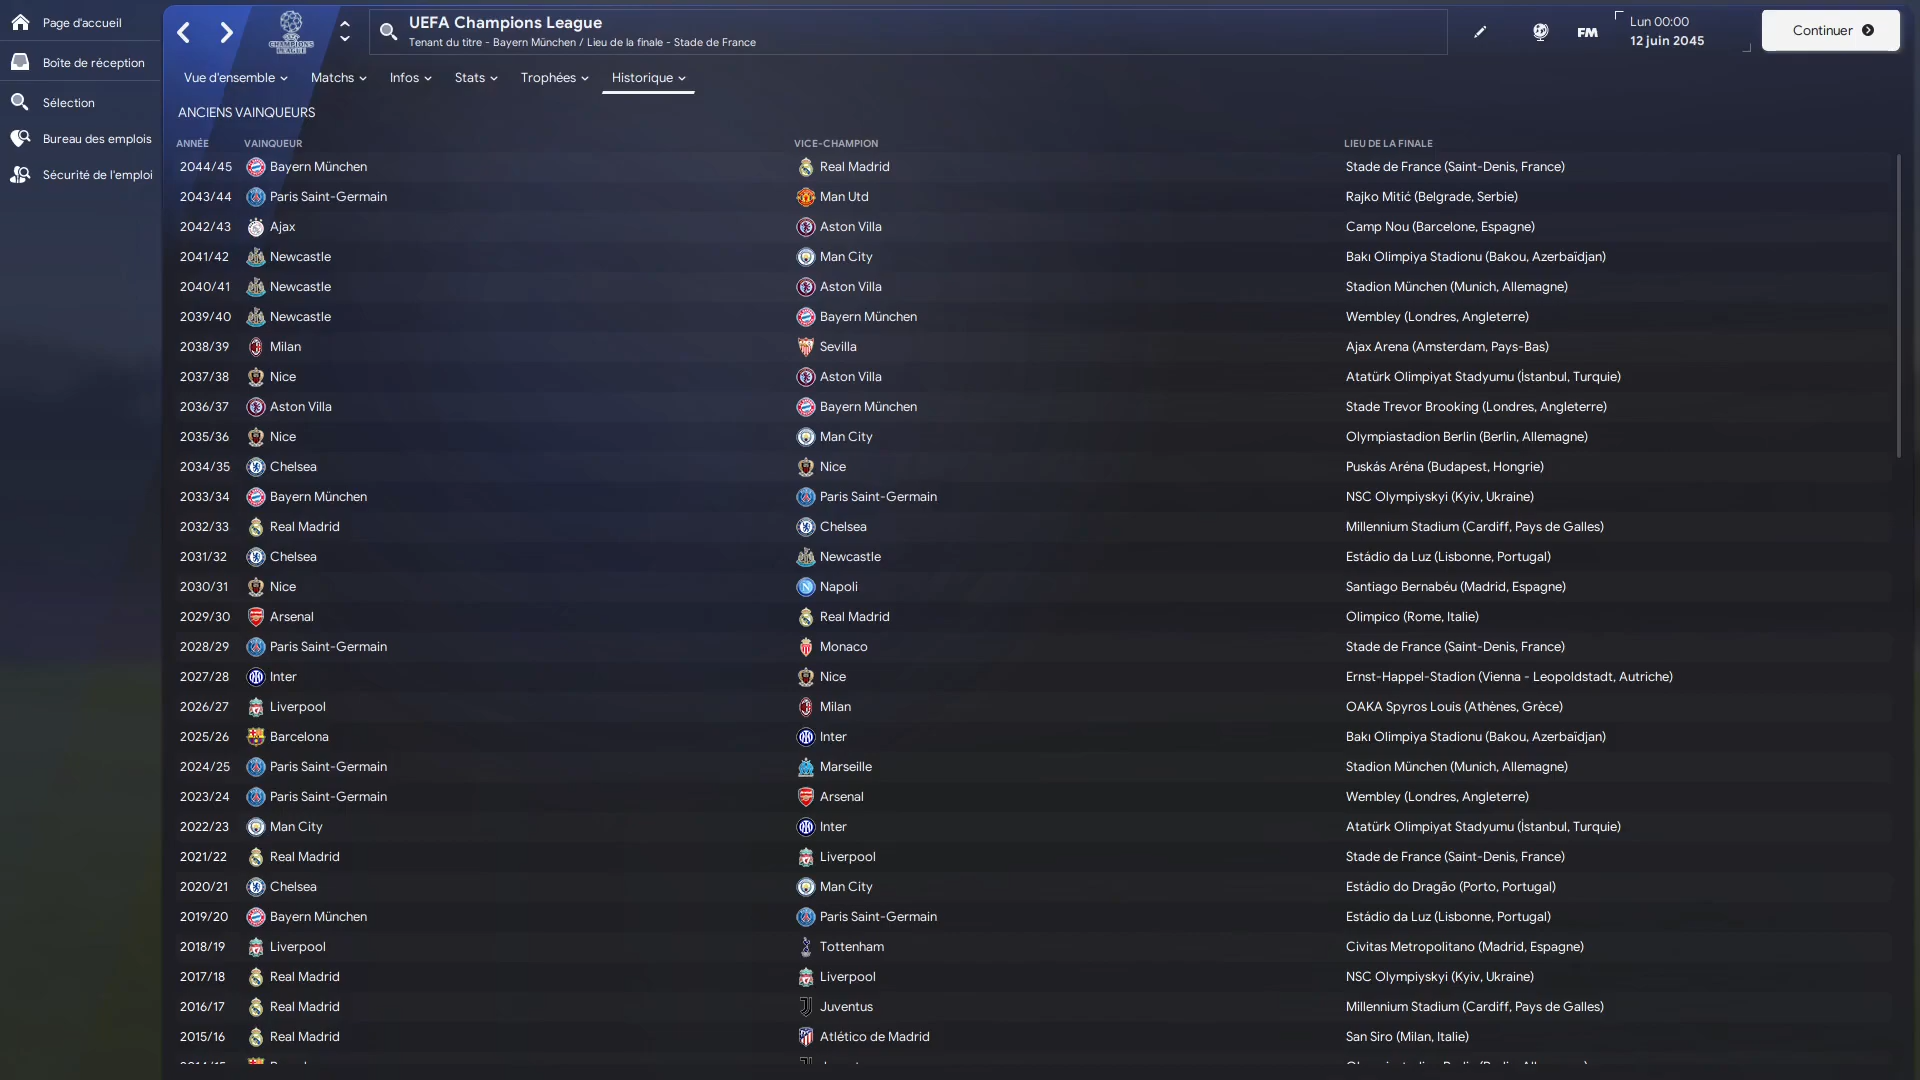 Page d'accueil
Boîte de réception
Sélection
Bureau des emplois
Sécurité de l'emploi
UEFA Champions League
Tenant du titre - Bayern München / Lieu de la finale - Stade de France
FM
Lun 00:00
12 juin 2045
Continuer
Vue d'ensemble Matchs Infos Stats Trophées Historique
ANCIENS VAINQUEURS
ANNÉE VAINQUEUR VICE-CHAMPION LIEU DE LA FINALE
2044/45 Bayern München Real Madrid Stade de France (Saint-Denis, France)
2043/44 Paris Saint-Germain Man Utd Rajko Mitić (Belgrade, Serbie)
2042/43 Ajax Aston Villa Camp Nou (Barcelone, Espagne)
2041/42 Newcastle Man City Bakı Olimpiya Stadionu (Bakou, Azerbaïdjan)
2040/41 Newcastle Aston Villa Stadion München (Munich, Allemagne)
2039/40 Newcastle Bayern München Wembley (Londres, Angleterre)
2038/39 Milan Sevilla Ajax Arena (Amsterdam, Pays-Bas)
2037/38 Nice Aston Villa Atatürk Olimpiyat Stadyumu (İstanbul, Turquie)
2036/37 Aston Villa Bayern München Stade Trevor Brooking (Londres, Angleterre)
2035/36 Nice Man City Olympiastadion Berlin (Berlin, Allemagne)
2034/35 Chelsea Nice Puskás Aréna (Budapest, Hongrie)
2033/34 Bayern München Paris Saint-Germain NSC Olympiyskyi (Kyiv, Ukraine)
2032/33 Real Madrid Chelsea Millennium Stadium (Cardiff, Pays de Galles)
2031/32 Chelsea Newcastle Estádio da Luz (Lisbonne, Portugal)
2030/31 Nice Napoli Santiago Bernabéu (Madrid, Espagne)
2029/30 Arsenal Real Madrid Olimpico (Rome, Italie)
2028/29 Paris Saint-Germain Monaco Stade de France (Saint-Denis, France)
2027/28 Inter Nice Ernst-Happel-Stadion (Vienna - Leopoldstadt, Autriche)
2026/27 Liverpool Milan OAKA Spyros Louis (Athènes, Grèce)
2025/26 Barcelona Inter Bakı Olimpiya Stadionu (Bakou, Azerbaïdjan)
2024/25 Paris Saint-Germain Marseille Stadion München (Munich, Allemagne)
2023/24 Paris Saint-Germain Arsenal Wembley (Londres, Angleterre)
2022/23 Man City Inter Atatürk Olimpiyat Stadyumu (İstanbul, Turquie)
2021/22 Real Madrid Liverpool Stade de France (Saint-Denis, France)
2020/21 Chelsea Man City Estádio do Dragão (Porto, Portugal)
2019/20 Bayern München Paris Saint-Germain Estádio da Luz (Lisbonne, Portugal)
2018/19 Liverpool Tottenham Civitas Metropolitano (Madrid, Espagne)
2017/18 Real Madrid Liverpool NSC Olympiyskyi (Kyiv, Ukraine)
2016/17 Real Madrid Juventus Millennium Stadium (Cardiff, Pays de Galles)
2015/16 Real Madrid Atlético de Madrid San Siro (Milan, Italie)